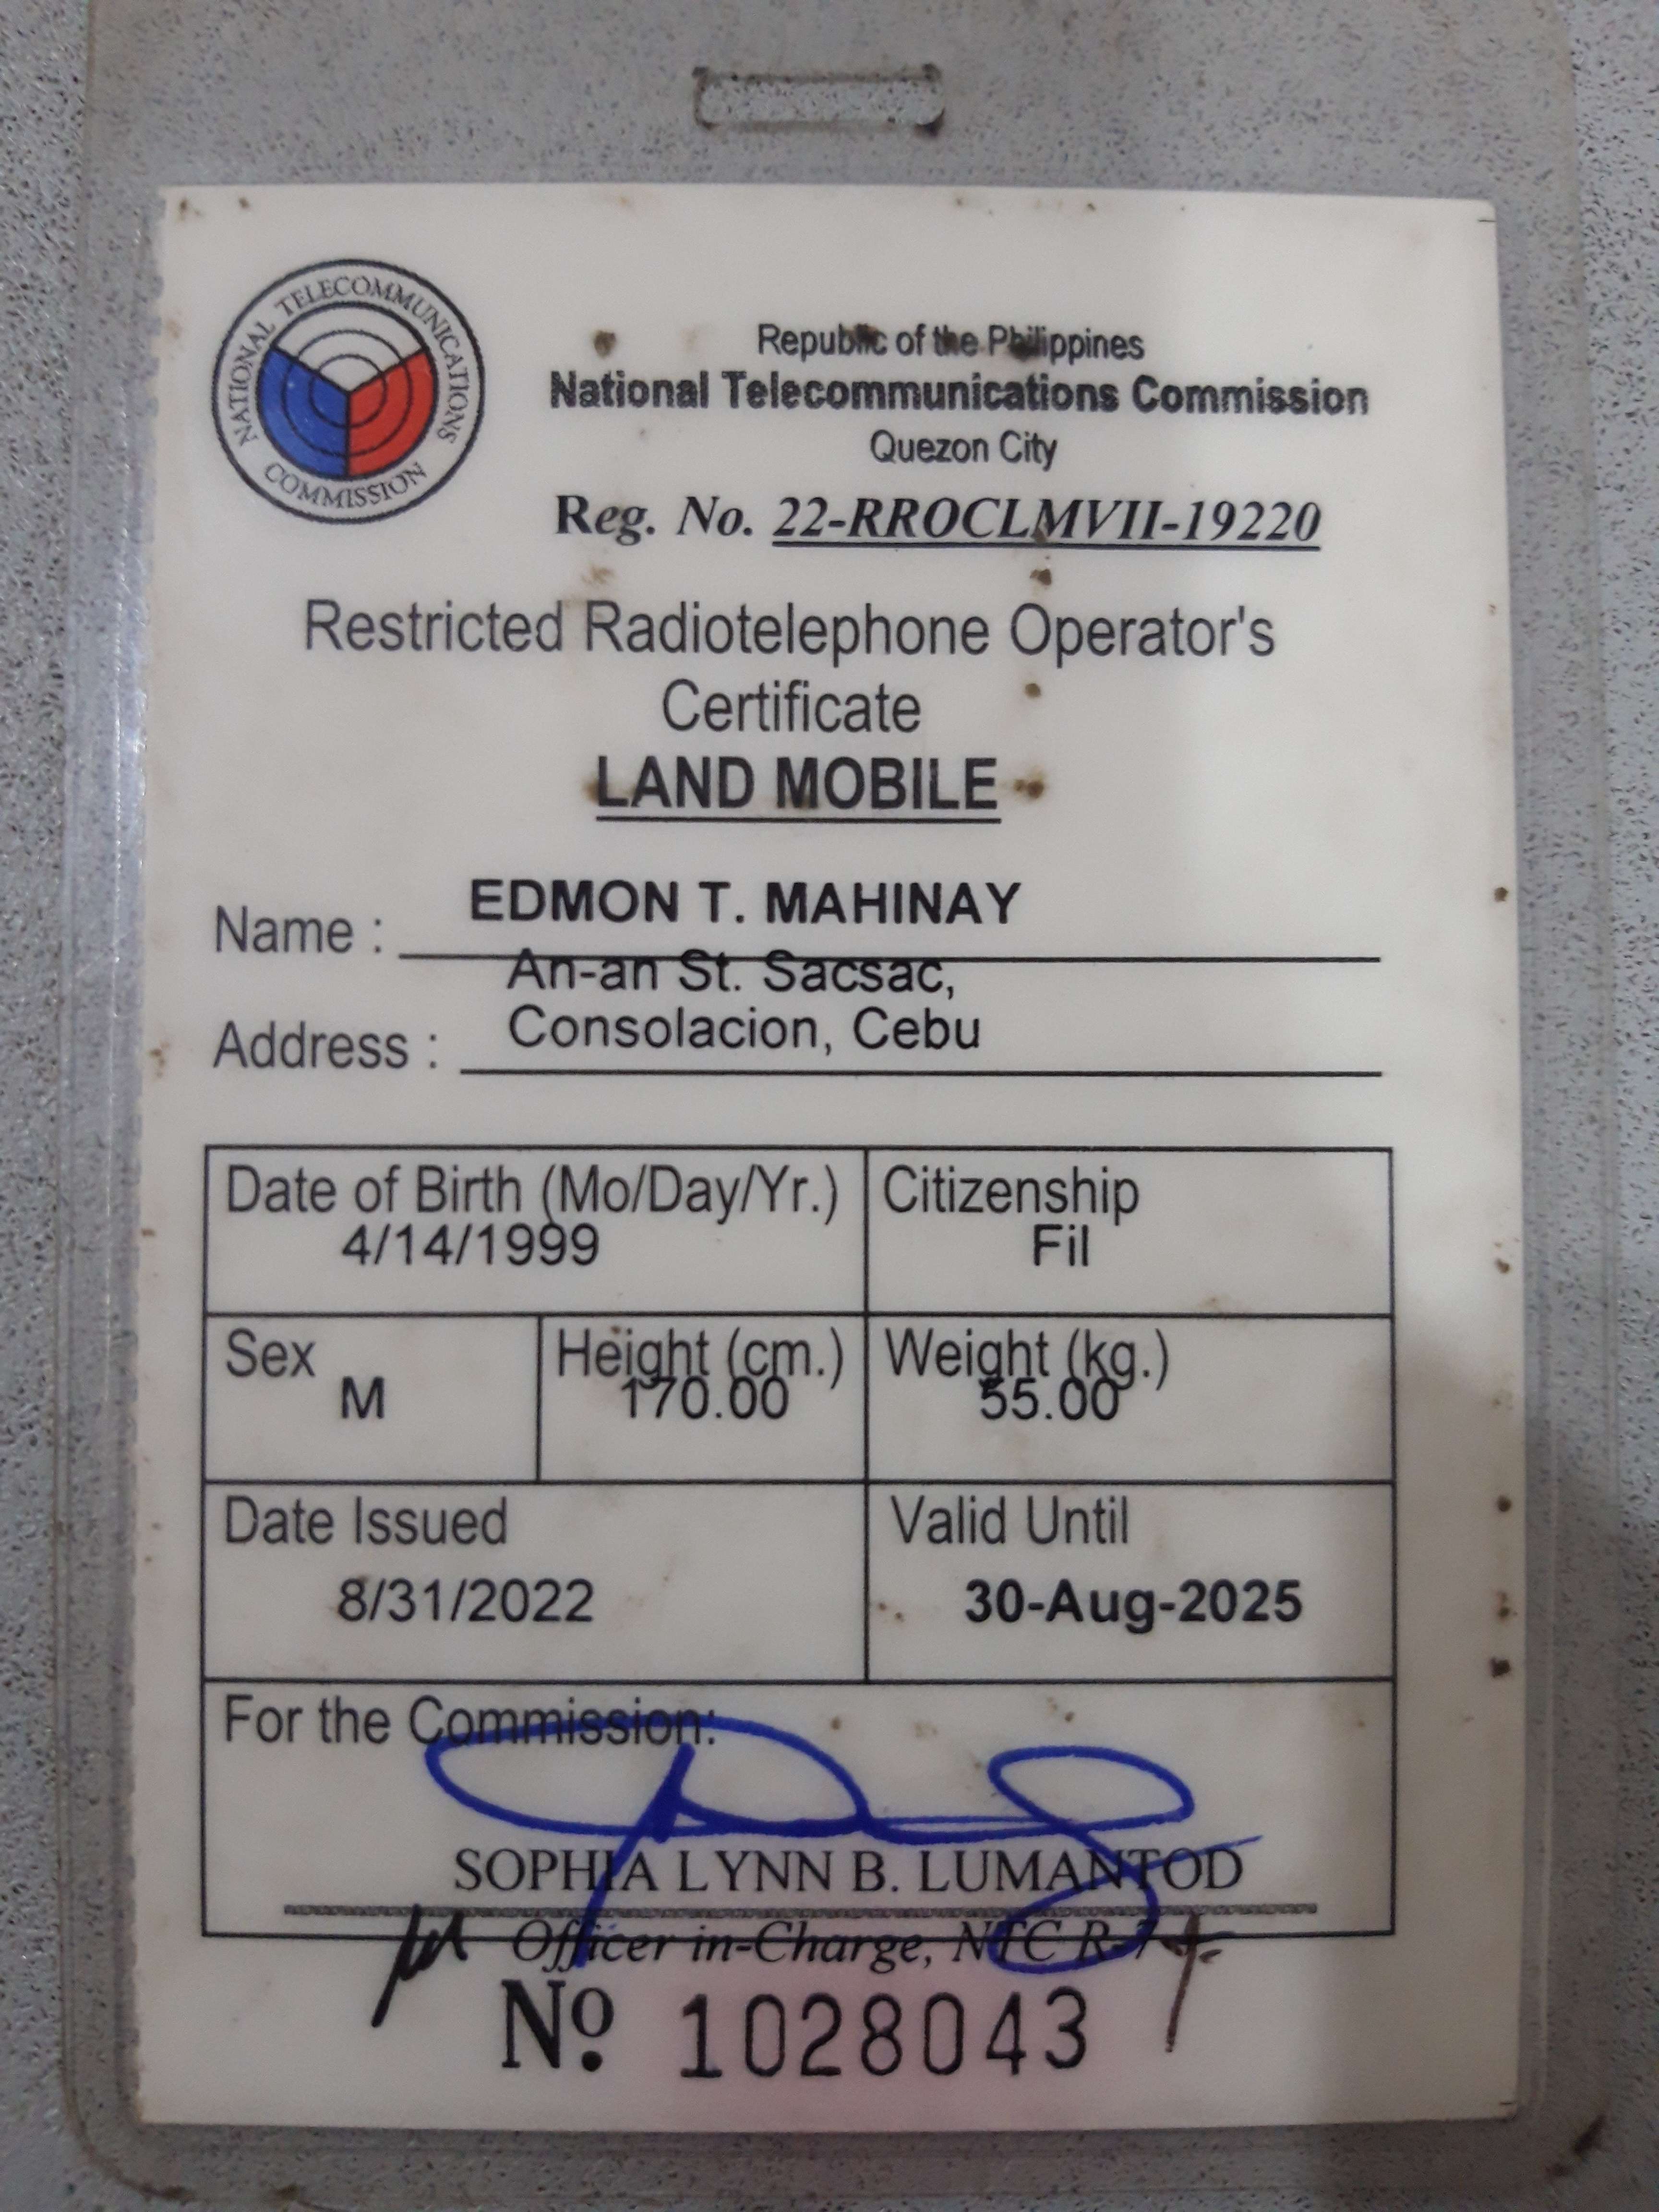 NATIONAL TELECOMMUNICATIONS COMMISSION
Republic of the Philippines
National Telecommunications Commission
Quezon City
Reg. No. 22-RROCLMVII-19220
Restricted Radiotelephone Operator's
Certificate
LAND MOBILE
Name : EDMON T. MAHINAY
An-an St. Sacsac,
Address : Consolacion, Cebu
Date of Birth (Mo/Day/Yr.) Citizenship
4/14/1999 Fil
Sex Height (cm.) Weight (kg.)
M 170.00 55.00
Date Issued Valid Until
8/31/2022 30-Aug-2025
For the Commission:
SOPHIA LYNN B. LUMANTOD
Officer in-Charge, NTC R-7
Nº 1028043